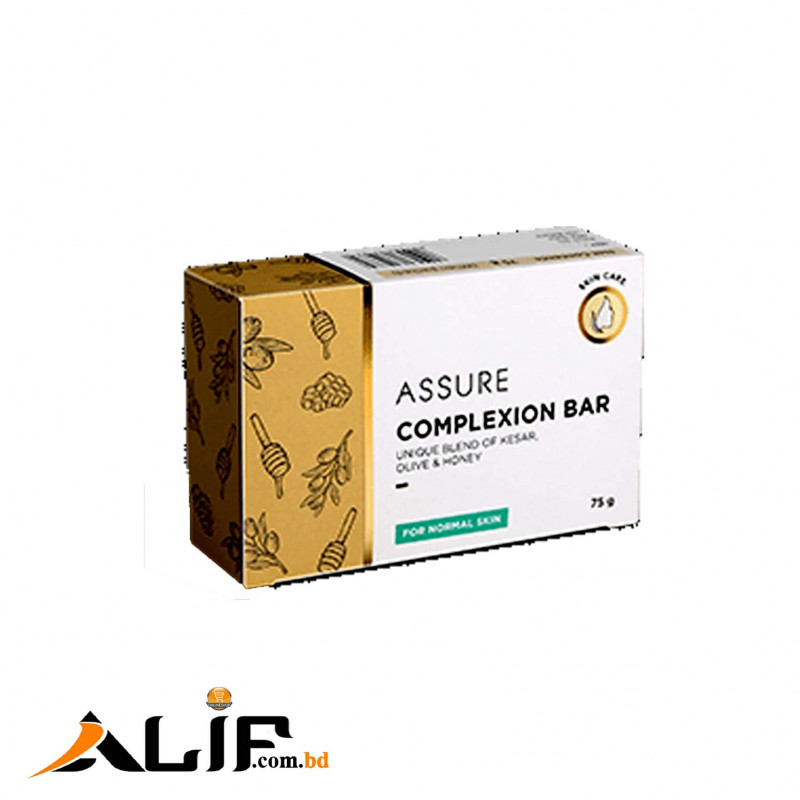 SKIN CARE
ASSURE
COMPLEXION BAR
UNIQUE BLEND OF KESAR,
OLIVE & HONEY
75 g
FOR NORMAL SKIN
ALIF.com.bd